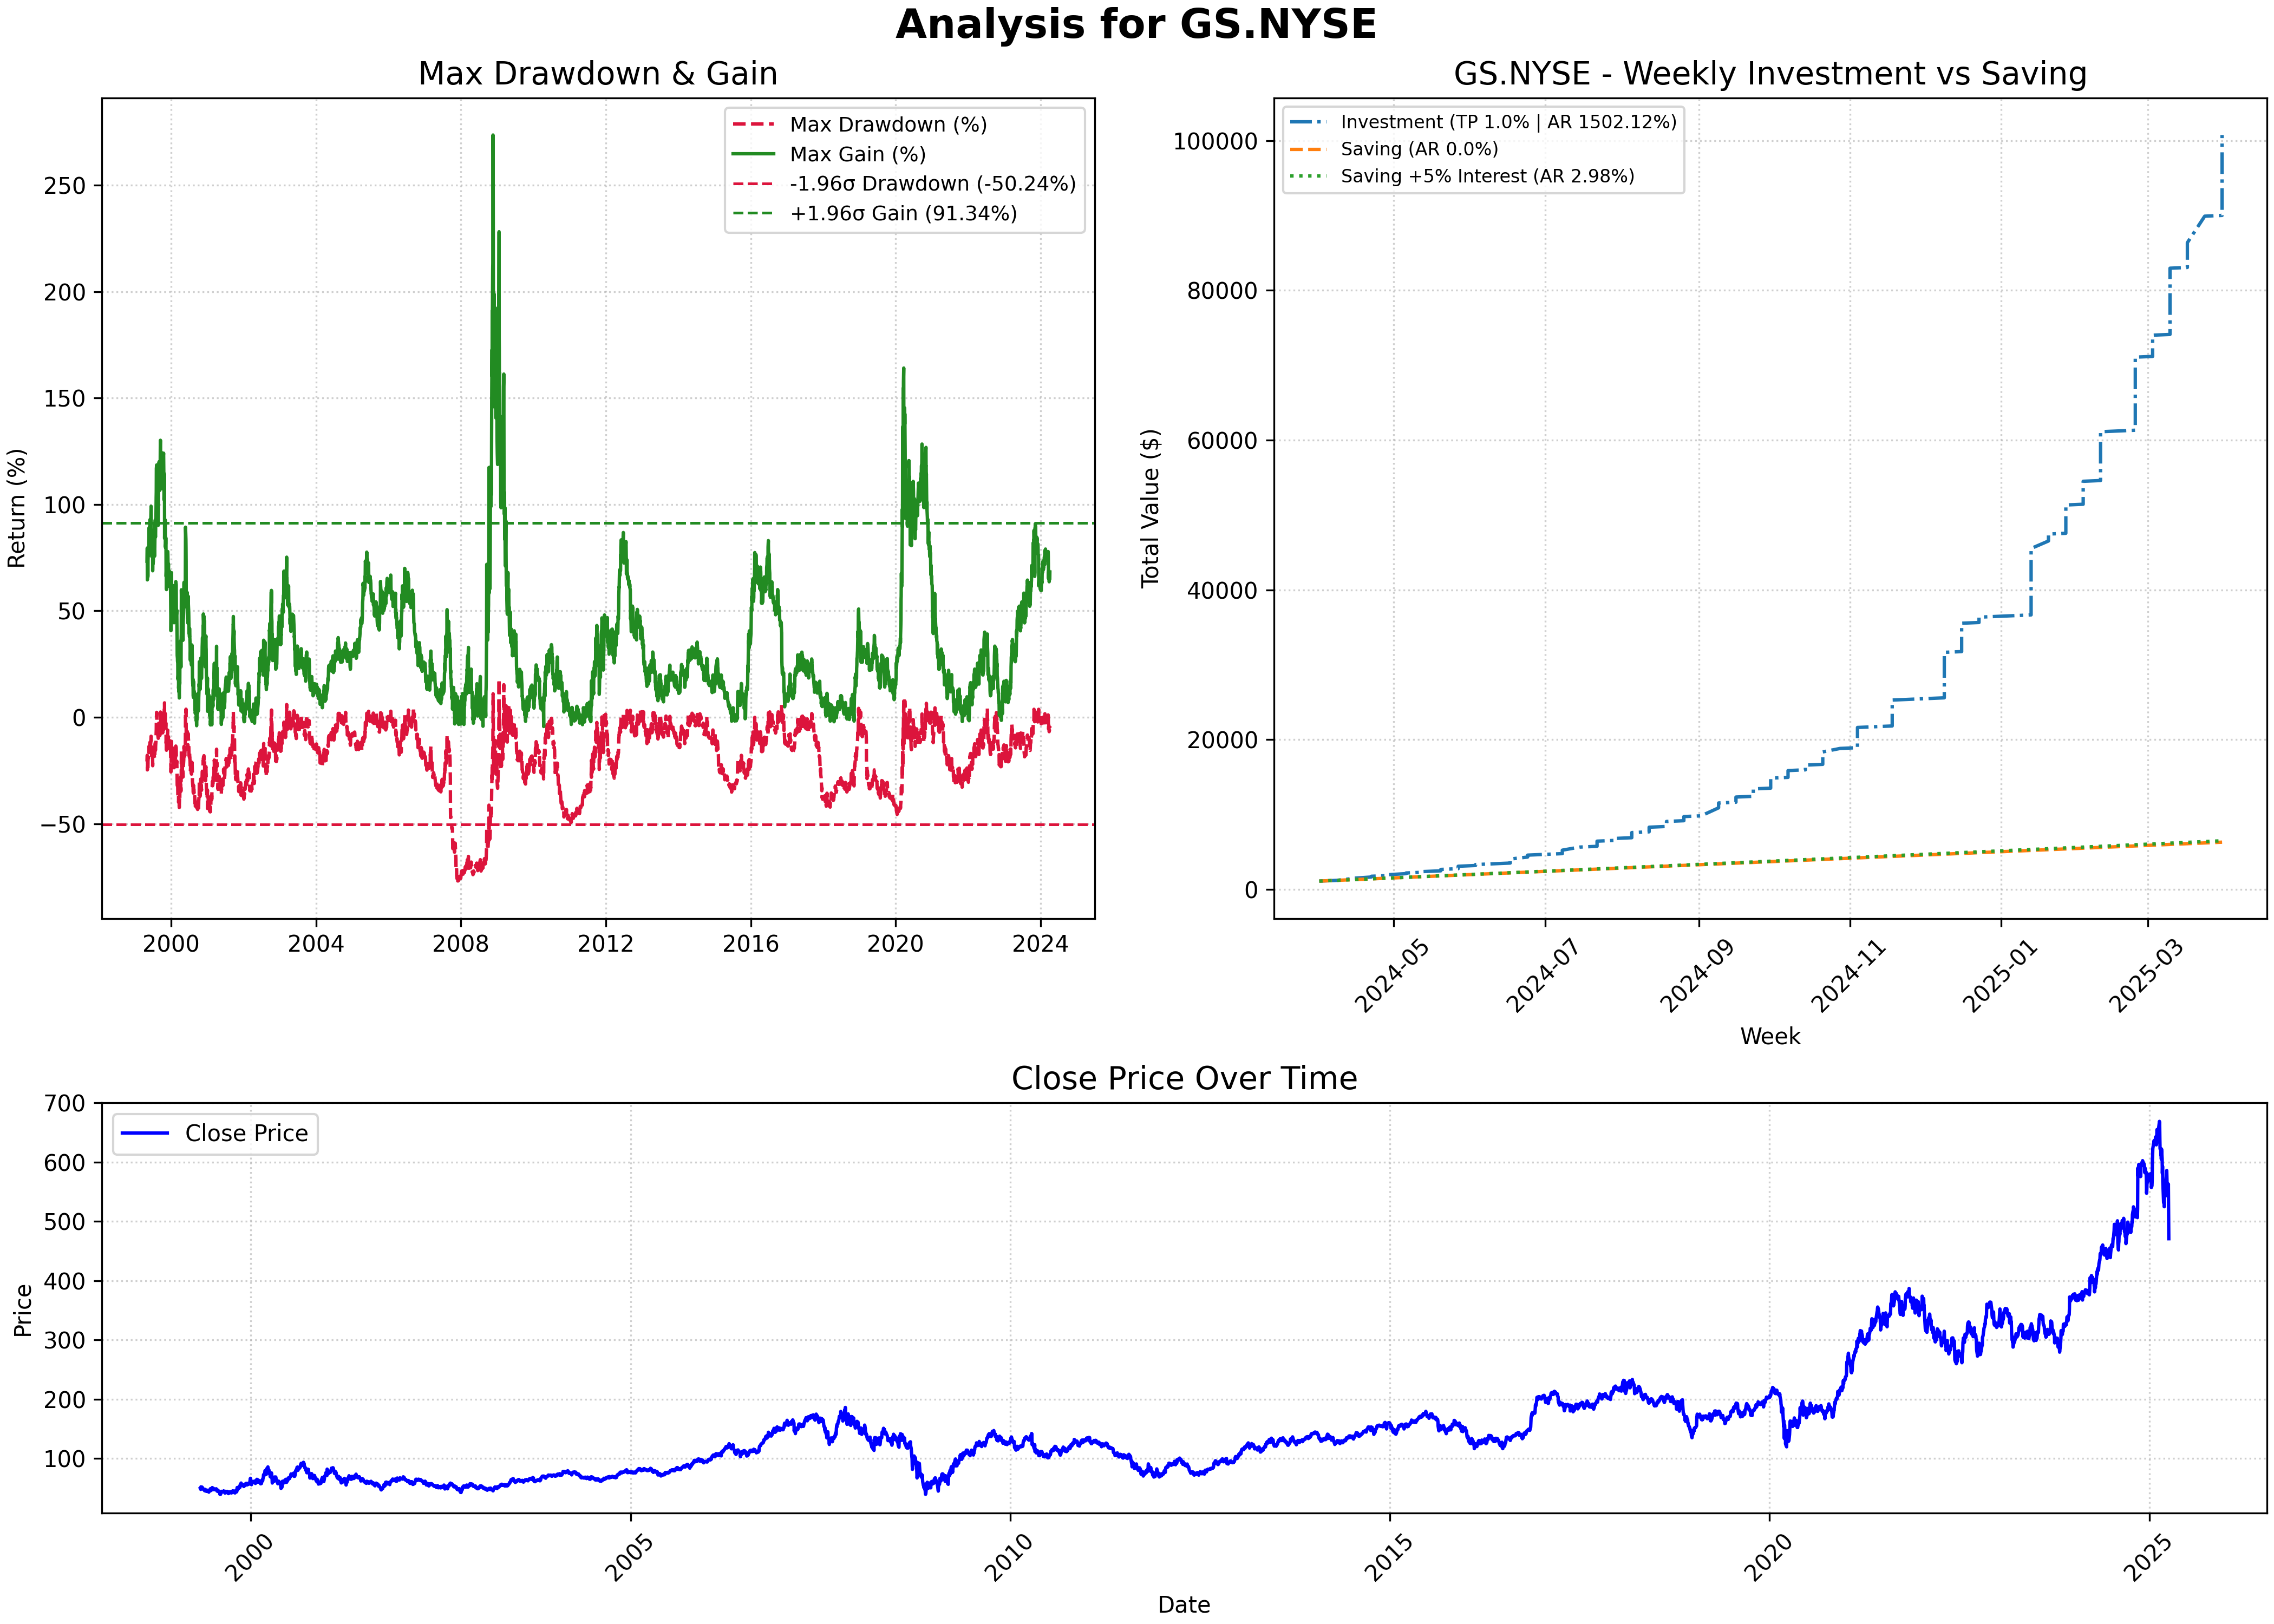 Analysis for GS.NYSE
Max Drawdown & Gain
Return (%)
250
200
150
100
50
0
−50
2000 2004 2008 2012 2016 2020 2024
Max Drawdown (%)
Max Gain (%)
-1.96σ Drawdown (-50.24%)
+1.96σ Gain (91.34%)
GS.NYSE - Weekly Investment vs Saving
Total Value ($)
100000
80000
60000
40000
20000
0
2024-05 2024-07 2024-09 2024-11 2025-01 2025-03
Week
Investment (TP 1.0% | AR 1502.12%)
Saving (AR 0.0%)
Saving +5% Interest (AR 2.98%)
Close Price Over Time
Price
700
600
500
400
300
200
100
2000 2005 2010 2015 2020 2025
Date
Close Price